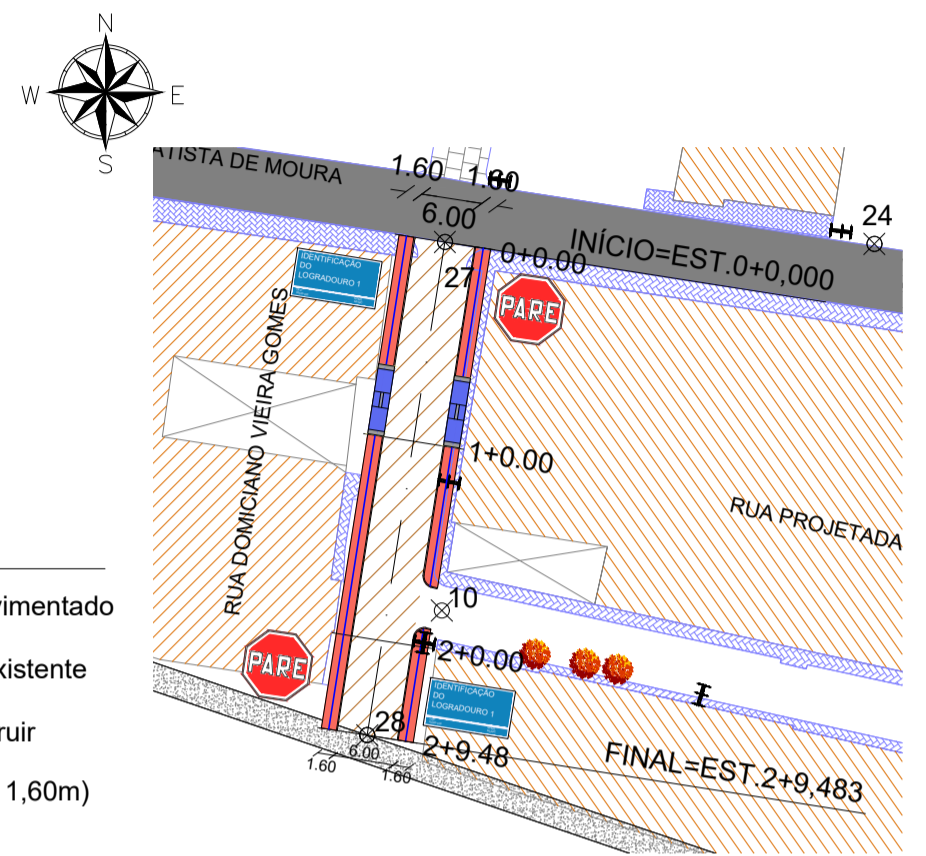 N
W
E
S
ATISTA DE MOURA
1.60
1.60
6.00
24
INÍCIO=EST.0+0,000
0+0.00
27
IDENTIFICAÇÃO
DO
LOGRADOURO 1
PARE
RUA DOMICIANO VIEIRA GOMES
1+0.00
RUA PROJETADA
vimentado
10
xistente
PARE
2+0.00
IDENTIFICAÇÃO
DO
LOGRADOURO 1
ruir
28
2+9.48
6.00
1.60
1.60
FINAL=EST.2+9,483
1,60m)